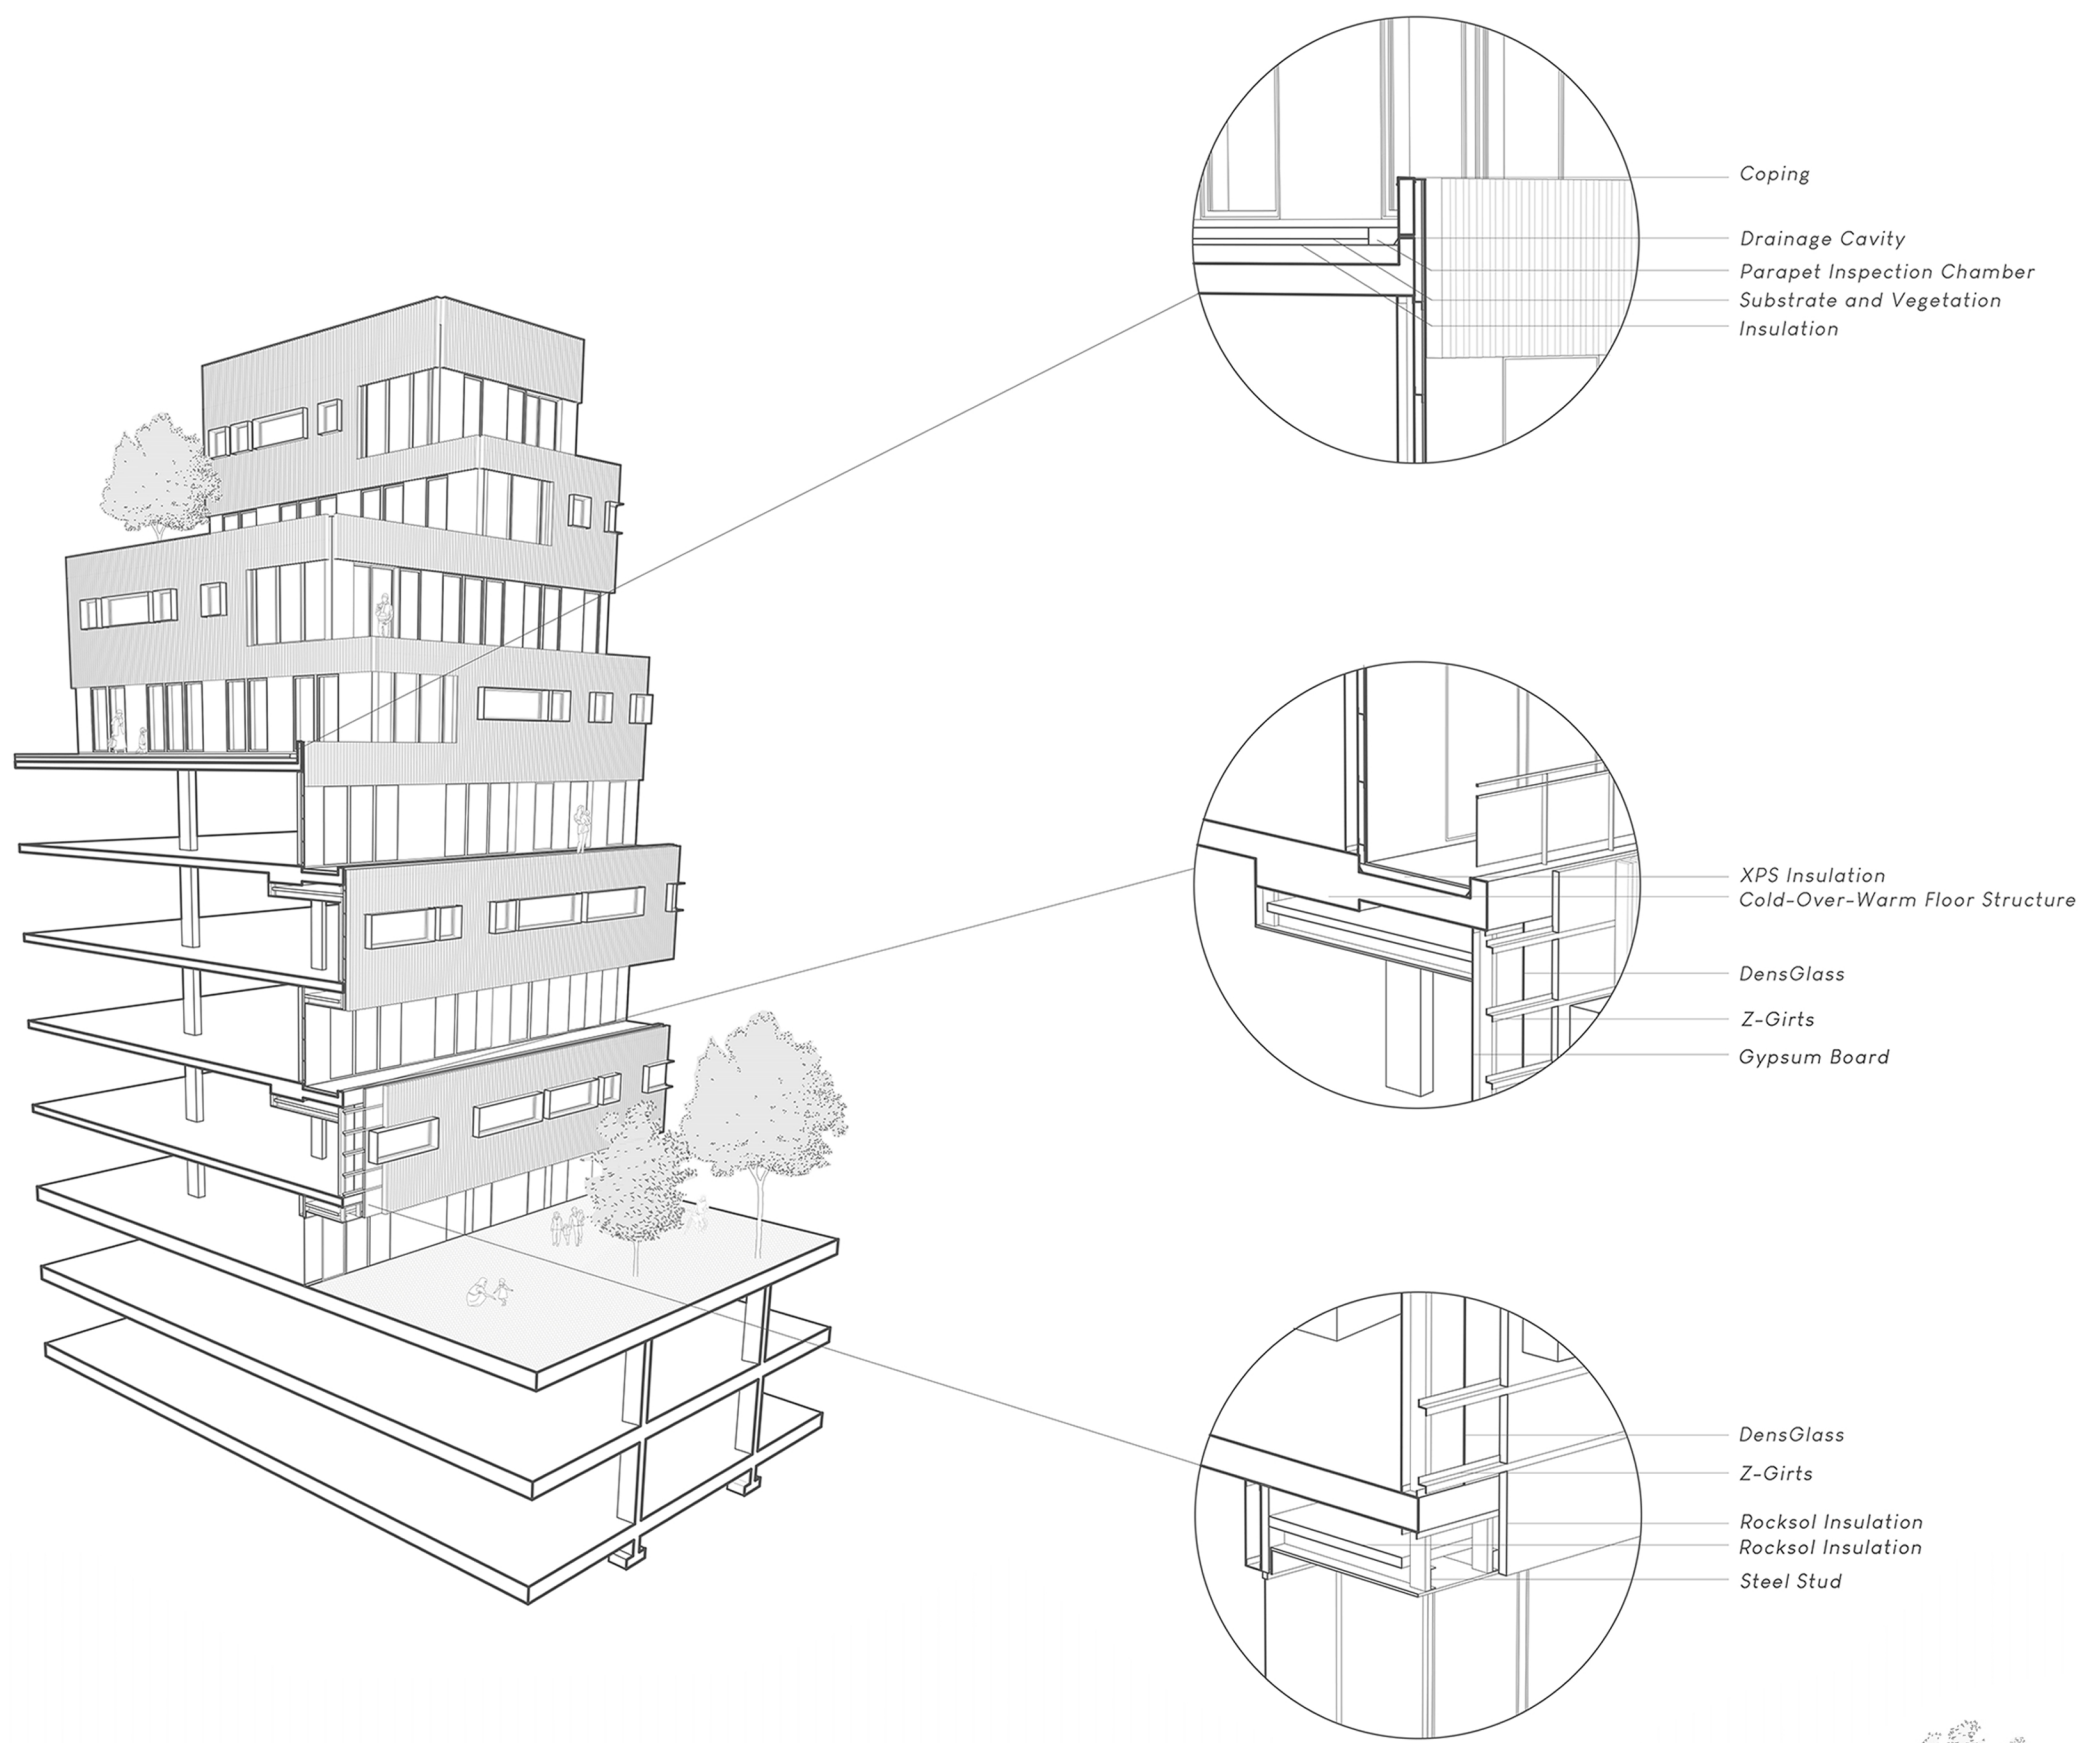 Coping
Drainage Cavity
Parapet Inspection Chamber
Substrate and Vegetation
Insulation
XPS Insulation
Cold-Over-Warm Floor Structure
DensGlass
Z-Girts
Gypsum Board
DensGlass
Z-Girts
Rocksol Insulation
Rocksol Insulation
Steel Stud